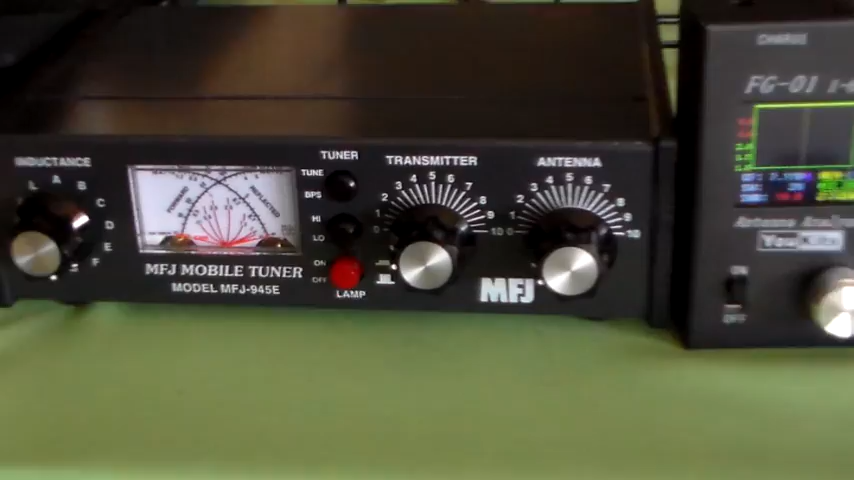 INDUCTANCE
L A B C D E F
FORWARD
REFLECTED
MFJ MOBILE TUNER
MODEL MFJ-945E
TUNER
TUNE
BPS
HI
LO
ON
OFF
LAMP
TRANSMITTER
0 1 2 3 4 5 6 7 8 9 10
ANTENNA
0 1 2 3 4 5 6 7 8 9 10
MFJ
CHARGE
FG-01
Antenna
YouKits
ON
OFF